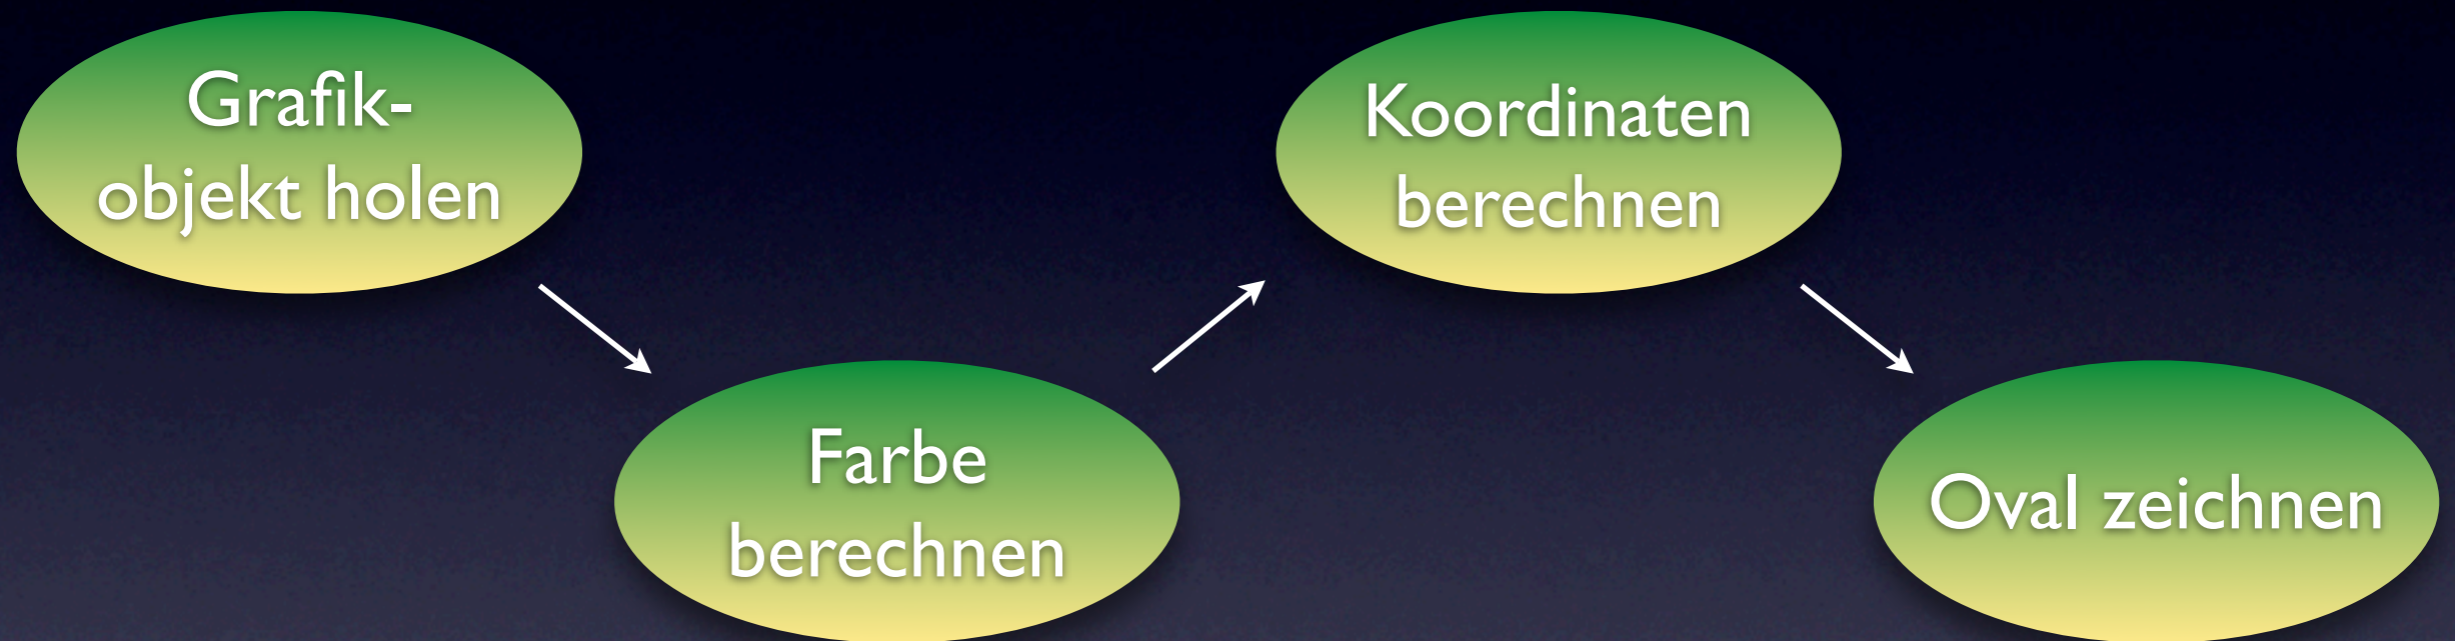 Grafik-
objekt holen
Farbe
berechnen
Koordinaten
berechnen
Oval zeichnen